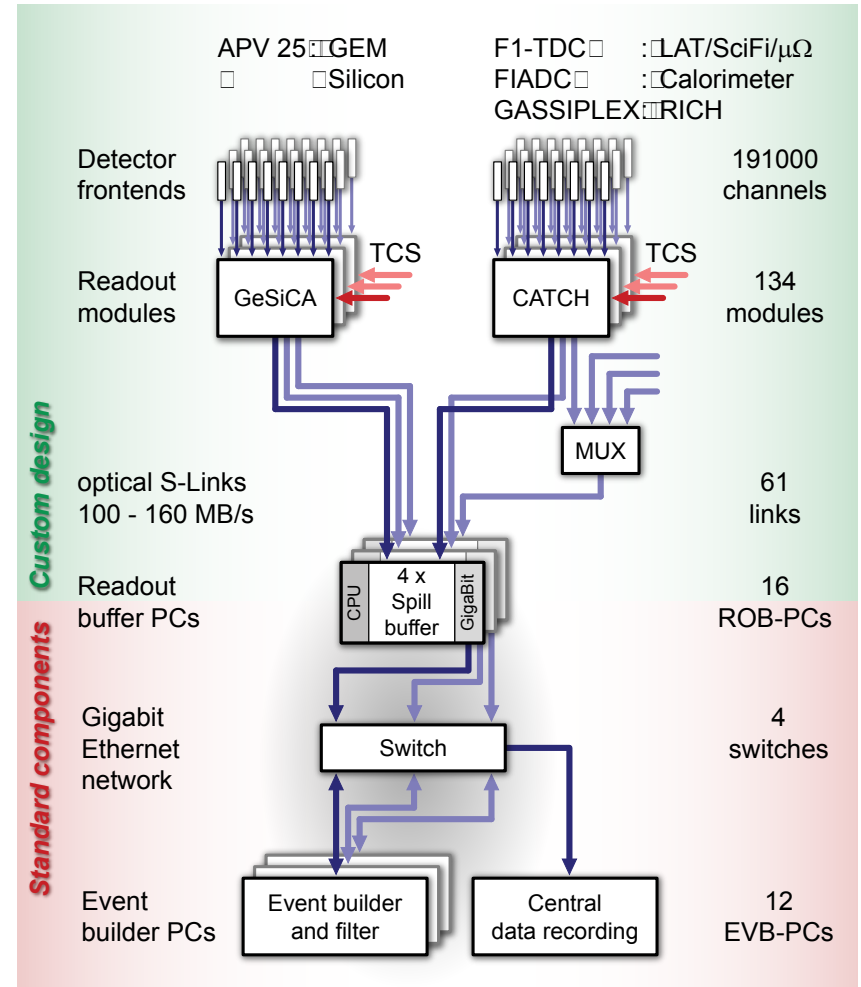 APV 25 : GEM
Silicon
F1-TDC : LAT/SciFi/μΩ
FIADC : Calorimeter
GASSIPLEX: RICH
Detector
frontends
191000
channels
TCS
TCS
Readout
modules
GeSiCA
CATCH
134
modules
MUX
optical S-Links
100 - 160 MB/s
61
links
Custom design
Readout
buffer PCs
CPU
4 x
Spill
buffer
GigaBit
16
ROB-PCs
Standard components
Gigabit
Ethernet
network
Switch
4
switches
Event
builder PCs
Event builder
and filter
Central
data recording
12
EVB-PCs